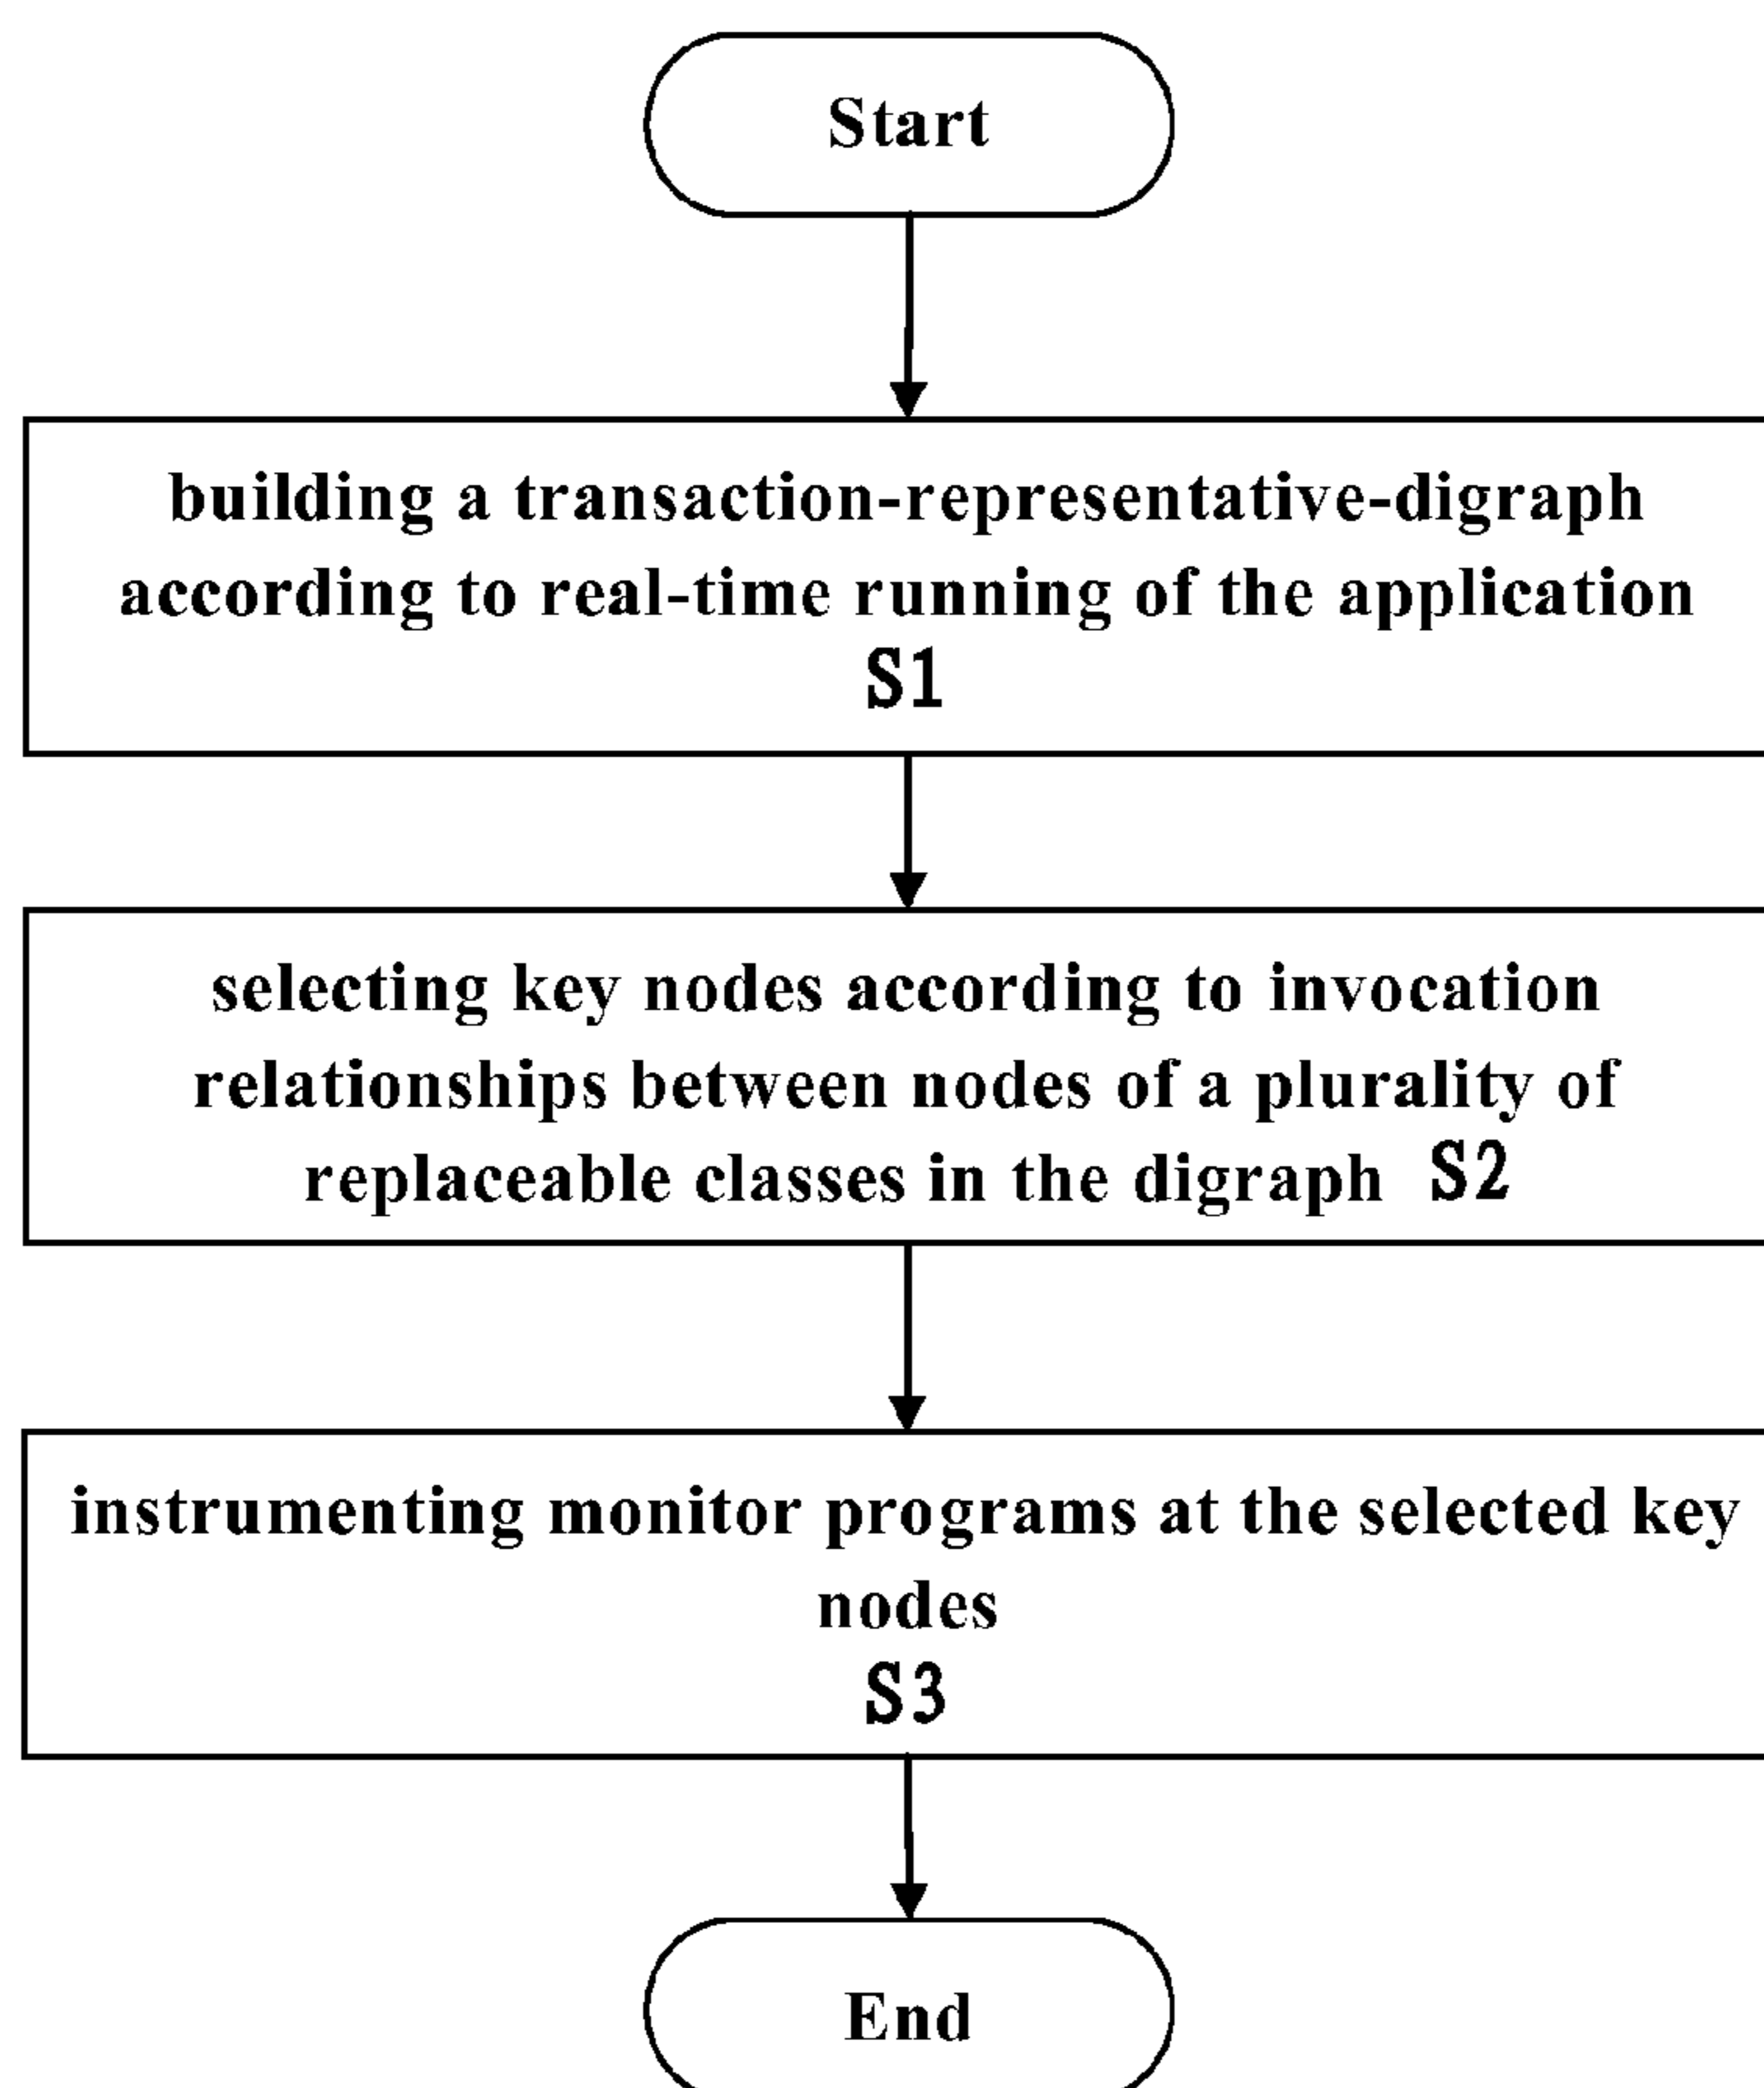 Start
building a transaction-representative-digraph
according to real-time running of the application
S1
selecting key nodes according to invocation
relationships between nodes of a plurality of
replaceable classes in the digraph S2
instrumenting monitor programs at the selected key
nodes
S3
End